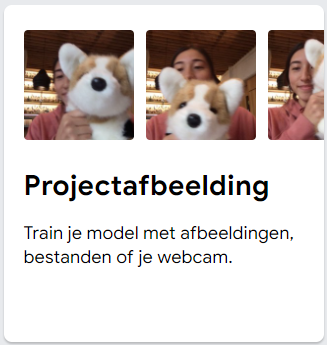 Projectafbeelding
Train je model met afbeeldingen,
bestanden of je webcam.